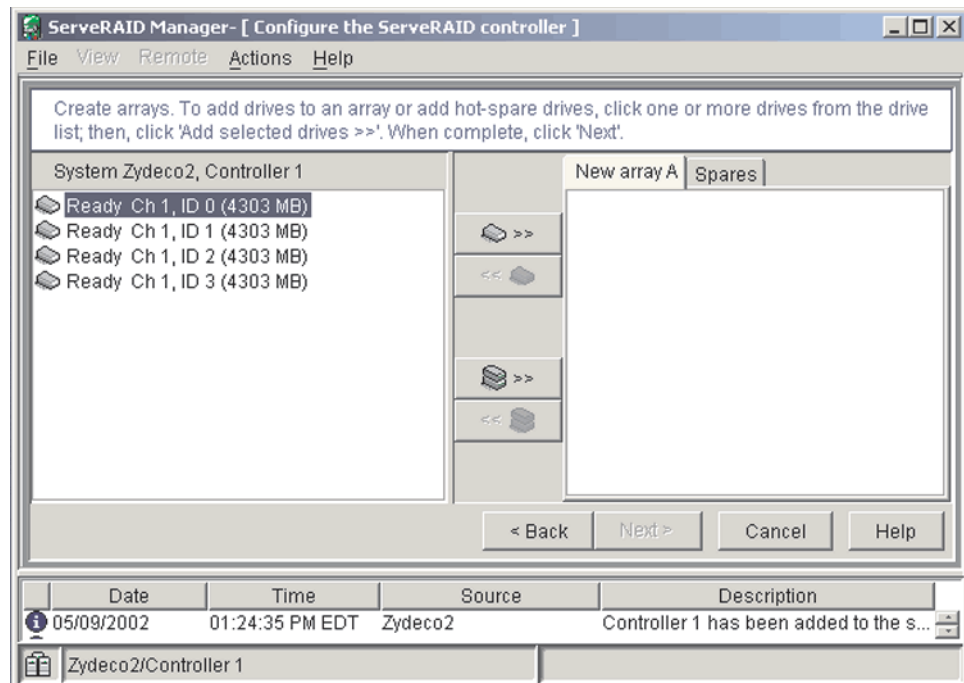 ServeRAID Manager- [ Configure the ServeRAID controller ]
File View Remote Actions Help
Create arrays. To add drives to an array or add hot-spare drives, click one or more drives from the drive
list; then, click 'Add selected drives >>'. When complete, click 'Next'.
System Zydeco2, Controller 1
New array A Spares
Ready Ch 1, ID 0 (4303 MB)
Ready Ch 1, ID 1 (4303 MB)
Ready Ch 1, ID 2 (4303 MB)
Ready Ch 1, ID 3 (4303 MB)
>>
<<
>>
<<
< Back Next > Cancel Help
Date Time Source Description
05/09/2002 01:24:35 PM EDT Zydeco2 Controller 1 has been added to the s...
Zydeco2/Controller 1